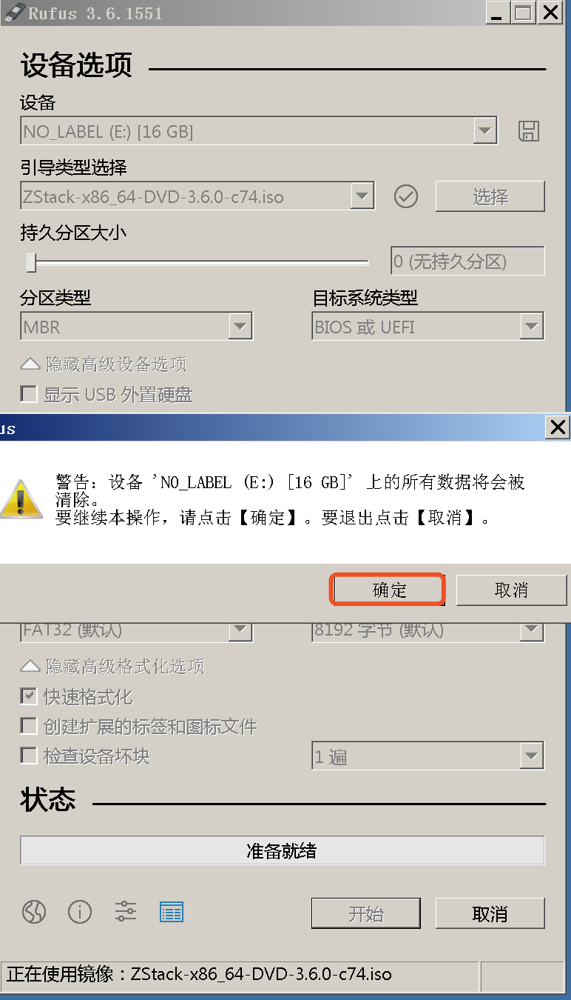 Rufus 3.6.1551
设备选项
设备
NO_LABEL (E:) [16 GB]
引导类型选择
ZStack-x86_64-DVD-3.6.0-c74.iso
选择
持久分区大小
0 (无持久分区)
分区类型
目标系统类型
MBR
BIOS 或 UEFI
隐藏高级设备选项
显示 USB 外置硬盘
us
警告: 设备 'NO_LABEL (E:) [16 GB]' 上的所有数据将会被
清除。
要继续本操作，请点击【确定】。要退出点击【取消】。
确定
取消
FAT32 (默认)
8192 字节 (默认)
隐藏高级格式化选项
快速格式化
创建扩展的标签和图标文件
检查设备坏块
1 遍
状态
准备就绪
开始
取消
正在使用镜像：ZStack-x86_64-DVD-3.6.0-c74.iso